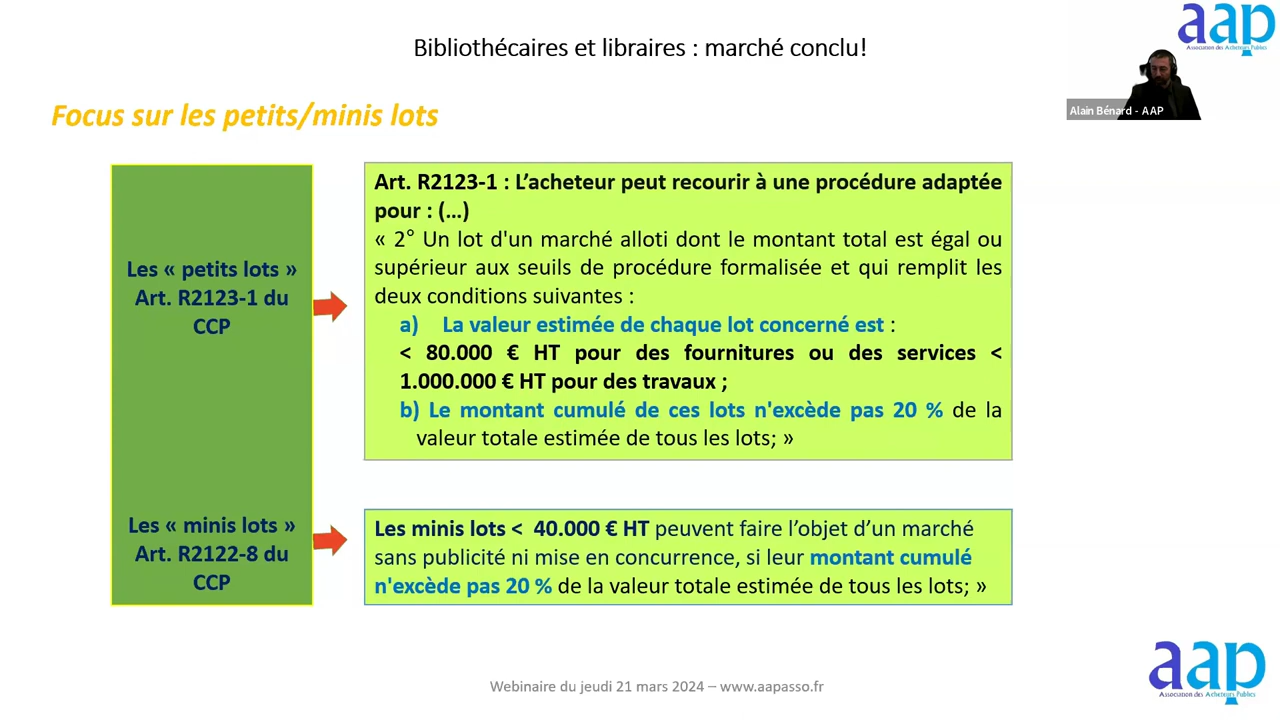 Bibliothécaires et libraires : marché conclu!
aap
Association des Acheteurs Publics
Alain Bénard - AAP
Focus sur les petits/minis lots
Les « petits lots »
Art. R2123-1 du
CCP
Art. R2123-1 : L’acheteur peut recourir à une procédure adaptée
pour : (…)
« 2° Un lot d'un marché alloti dont le montant total est égal ou
supérieur aux seuils de procédure formalisée et qui remplit les
deux conditions suivantes :
a) La valeur estimée de chaque lot concerné est :
< 80.000 € HT pour des fournitures ou des services <
1.000.000 € HT pour des travaux ;
b) Le montant cumulé de ces lots n'excède pas 20 % de la
valeur totale estimée de tous les lots; »
Les « minis lots »
Art. R2122-8 du
CCP
Les minis lots < 40.000 € HT peuvent faire l’objet d’un marché
sans publicité ni mise en concurrence, si leur montant cumulé
n'excède pas 20 % de la valeur totale estimée de tous les lots; »
aap
Association des Acheteurs Publics
Webinaire du jeudi 21 mars 2024 – www.aapasso.fr